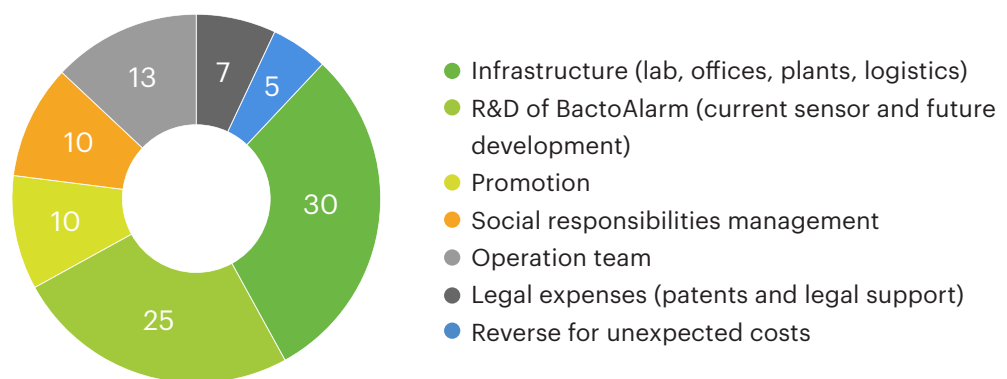 7
5
13
10
30
10
25
Infrastructure (lab, offices, plants, logistics)
R&D of BactoAlarm (current sensor and future
development)
Promotion
Social responsibilities management
Operation team
Legal expenses (patents and legal support)
Reverse for unexpected costs